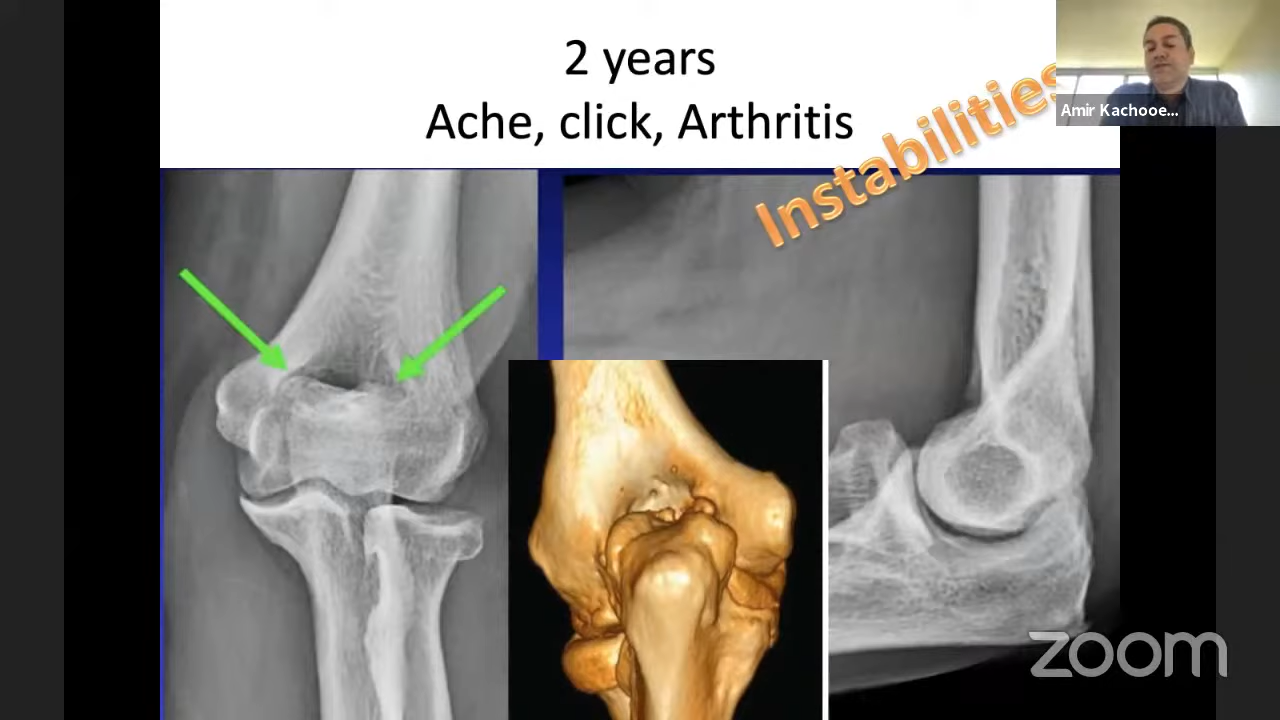 2 years
Ache, click, Arthritis
Instabilities
Amir Kachooe...
zoom